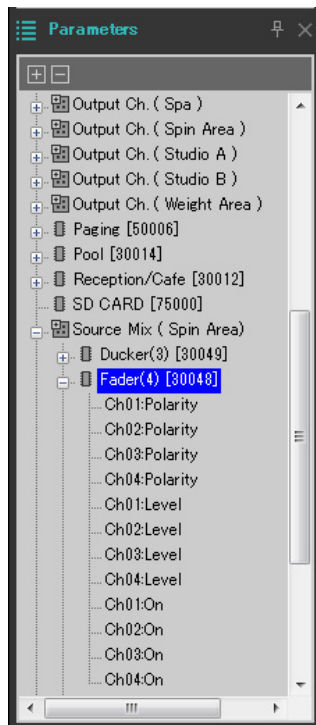 Parameters
Output Ch. ( Spa )
Output Ch. ( Spin Area )
Output Ch. ( Studio A )
Output Ch. ( Studio B )
Output Ch. ( Weight Area )
Paging [50006]
Pool [30014]
Reception/Cafe [30012]
SD CARD [75000]
Source Mix ( Spin Area)
Ducker(3) [30049]
Fader(4) [30048]
Ch01:Polarity
Ch02:Polarity
Ch03:Polarity
Ch04:Polarity
Ch01:Level
Ch02:Level
Ch03:Level
Ch04:Level
Ch01:On
Ch02:On
Ch03:On
Ch04:On